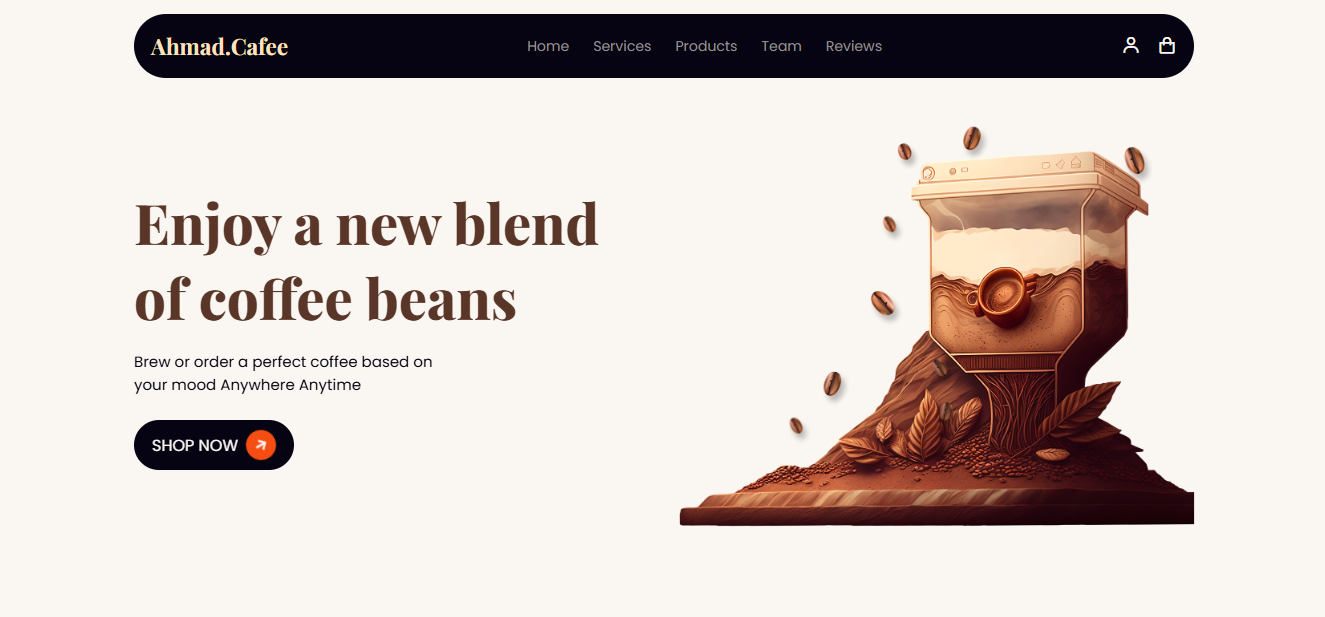 Ahmad.Cafee
Home Services Products Team Reviews
Enjoy a new blend
of coffee beans
Brew or order a perfect coffee based on
your mood Anywhere Anytime
SHOP NOW